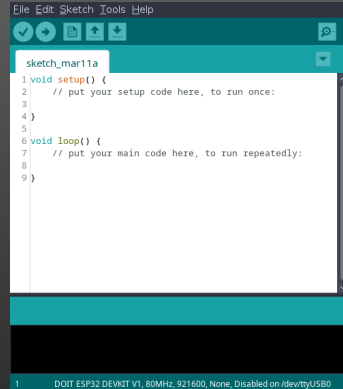 File Edit Sketch Tools Help
sketch_mar11a
1 void setup() {
2 // put your setup code here, to run once:
3
4 }
5
6 void loop() {
7 // put your main code here, to run repeatedly:
8
9 }
1 DOIT ESP32 DEVKIT V1, 80MHz, 921600, None, Disabled on /dev/ttyUSB0